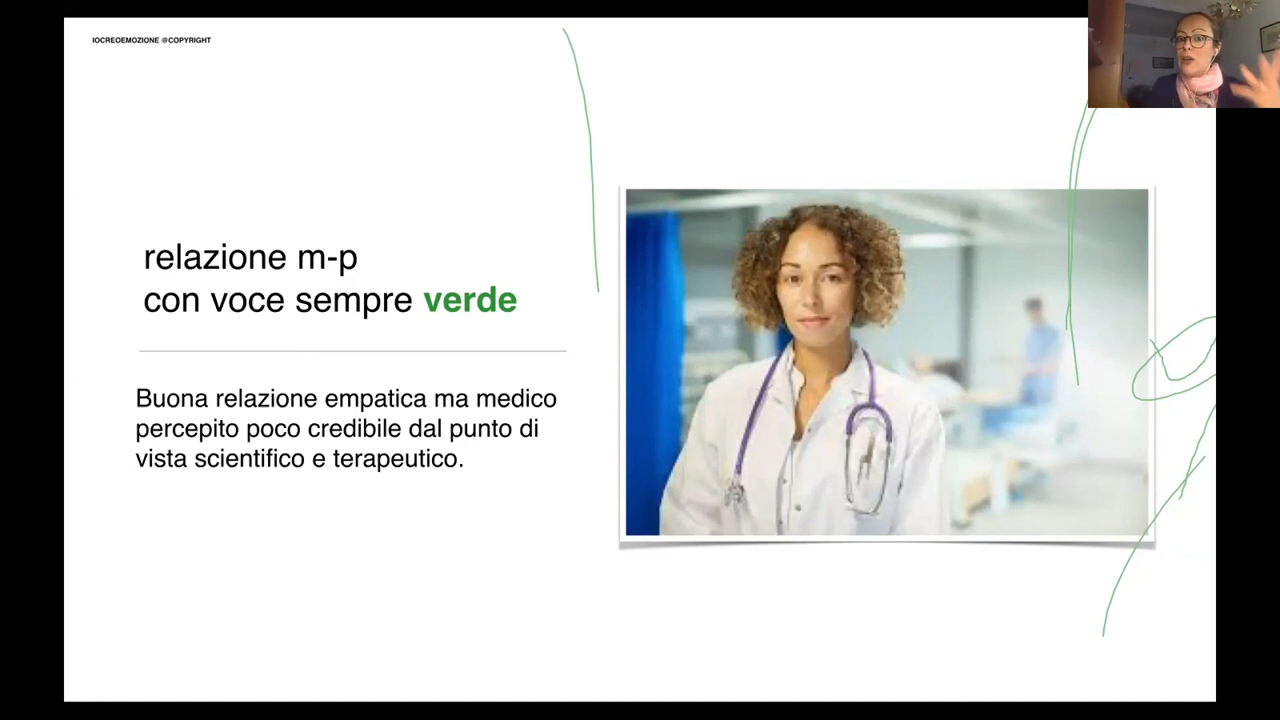 IOCREOEMOZIONE @COPYRIGHT
relazione m-p
con voce sempre verde
Buona relazione empatica ma medico
percepito poco credibile dal punto di
vista scientifico e terapeutico.